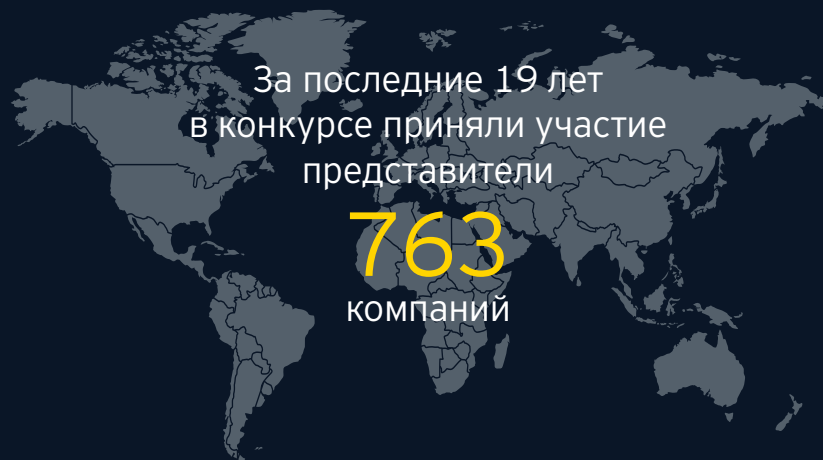 За последние 19 лет
в конкурсе приняли участие
представители
763
компаний